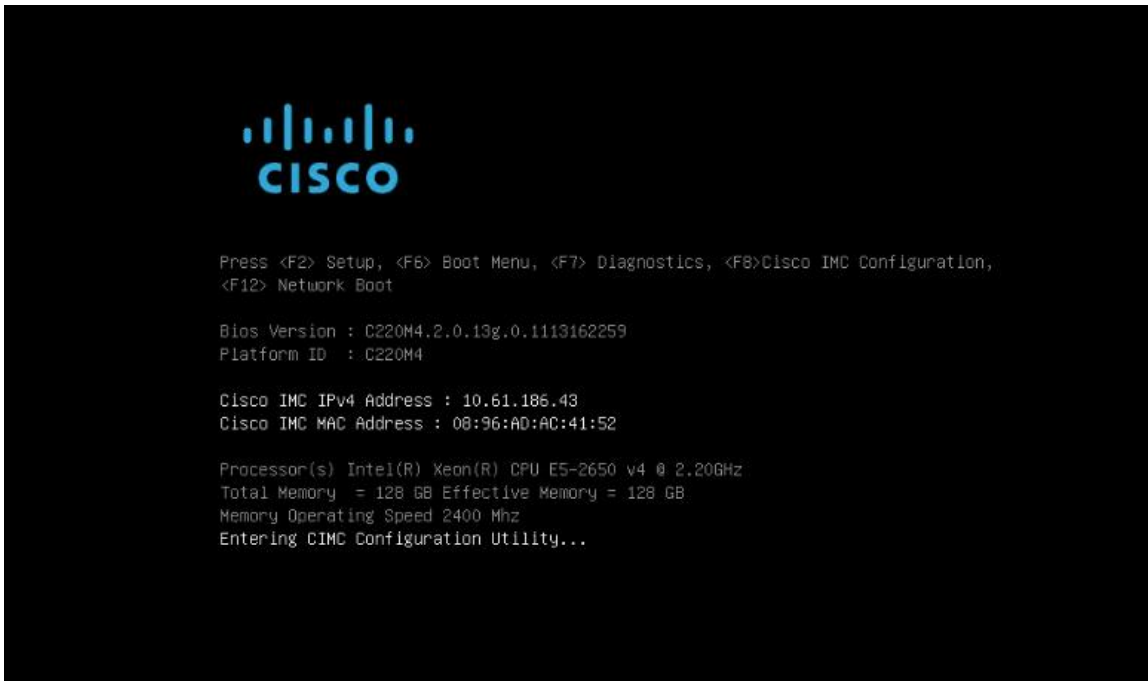 CISCO
Press <F2> Setup, <F6> Boot Menu, <F7> Diagnostics, <F8>Cisco IMC Configuration,
<F12> Network Boot
Bios Version : C220M4.2.0.13g.0.1113162259
Platform ID  : C220M4
Cisco IMC IPv4 Address : 10.61.186.43
Cisco IMC MAC Address : 08:96:AD:AC:41:52
Processor(s) Intel(R) Xeon(R) CPU E5-2650 v4 @ 2.20GHz
Total Memory  = 128 GB Effective Memory = 128 GB
Memory Operating Speed 2400 Mhz
Entering CIMC Configuration Utility...